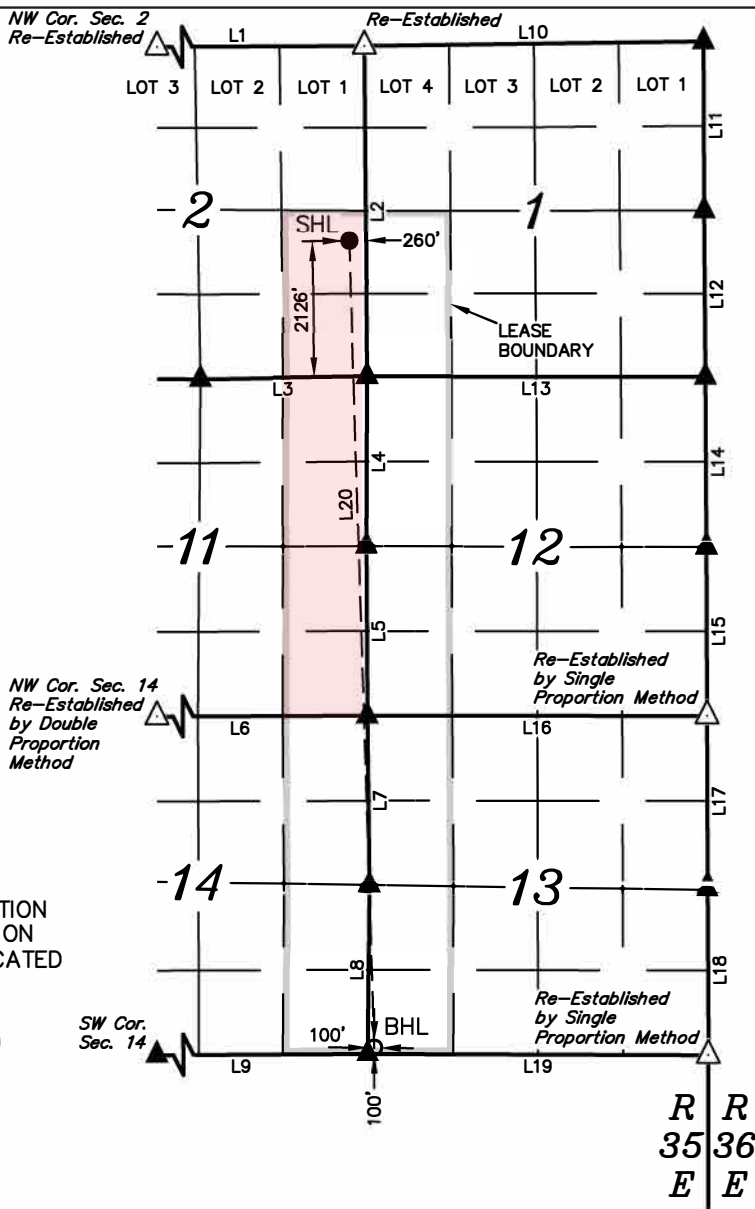 NW Cor. Sec. 2
Re-Established
L1
Re-Established
L10
LOT 3
LOT 2
LOT 1
LOT 4
LOT 3
LOT 2
LOT 1
L11
2
L2
1
SHL
260'
2126'
L12
LEASE
BOUNDARY
L3
L13
L4
L14
L20
11
12
L5
L15
NW Cor. Sec. 14
Re-Established
by Double
Proportion
Method
Re-Established
by Single
Proportion Method
L6
L16
L7
L17
14
13
TION
ON
CATED
L8
L18
SW Cor.
Sec. 14
100'
BHL
Re-Established
by Single
Proportion Method
L9
L19
100'
R R
35 36
E E